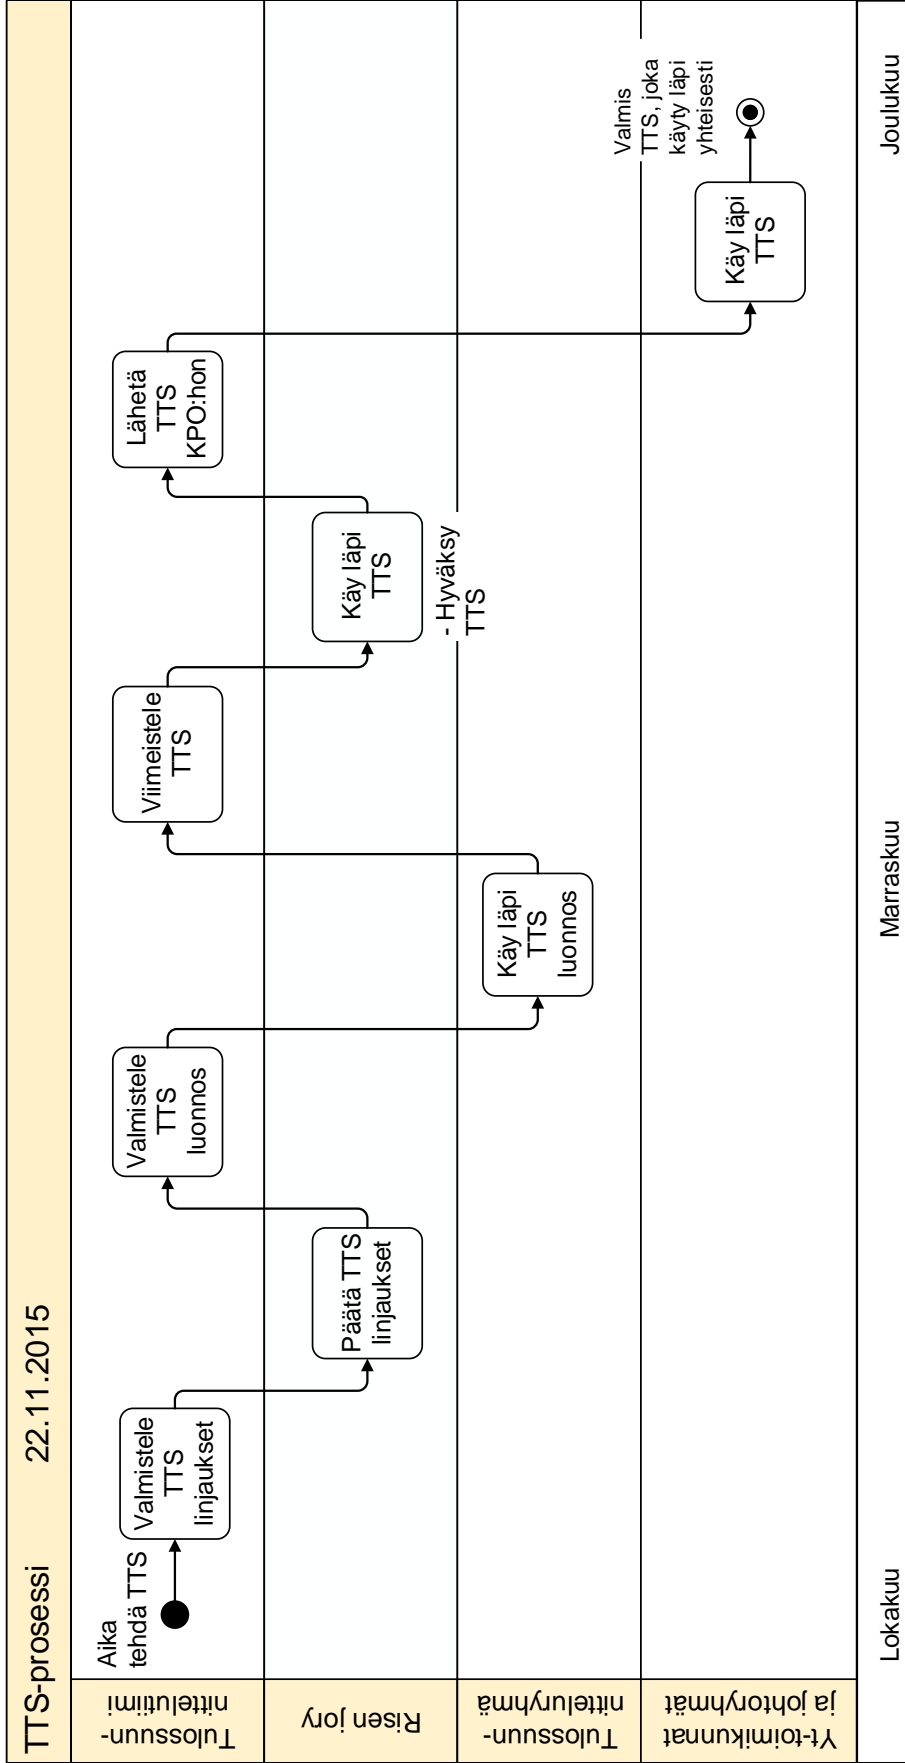 TTS-prosessi 22.11.2015
Tulossuun-
nittelutiimi
Aika
tehdä TTS
Valmistele
TTS
linjaukset
Valmistele
TTS
luonnos
Viimeistele
TTS
Lähetä
TTS
KPO:hon
Risen jory
Päätä TTS
linjaukset
Käy läpi
TTS
- Hyväksy
TTS
Tulossuun-
nitteluryhmä
Käy läpi
TTS
luonnos
Yt-toimikunnat
ja johtoryhmät
Käy läpi
TTS
Valmis
TTS, joka
käyty läpi
yhteisesti
Lokakuu
Marraskuu
Joulukuu